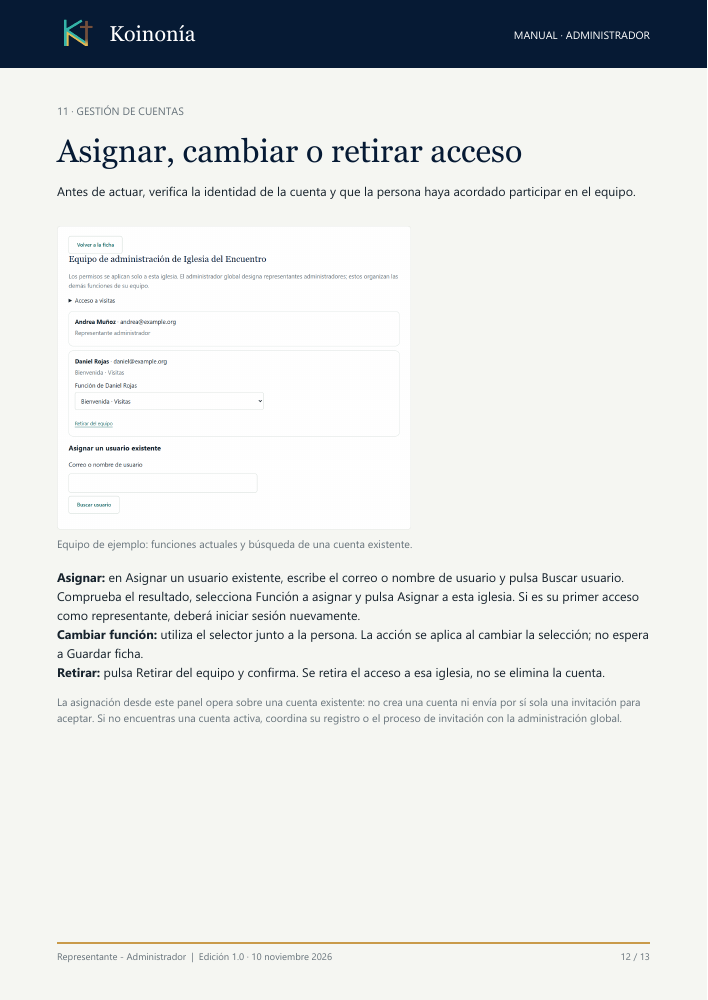 Koinonía
MANUAL · ADMINISTRADOR
11 · GESTIÓN DE CUENTAS
Asignar, cambiar o retirar acceso
Antes de actuar, verifica la identidad de la cuenta y que la persona haya acordado participar en el equipo.
Volver a la ficha
Equipo de administración de Iglesia del Encuentro
Los permisos se aplican solo a esta iglesia. El administrador global designa representantes administradores; estos organizan las
demás funciones de su equipo.
▶ Acceso a visitas
Andrea Muñoz · andrea@example.org
Representante administrador
Daniel Rojas · daniel@example.org
Bienvenida · Visitas
Función de Daniel Rojas
Bienvenida · Visitas
Retirar del equipo
Asignar un usuario existente
Correo o nombre de usuario
Buscar usuario
Equipo de ejemplo: funciones actuales y búsqueda de una cuenta existente.
Asignar: en Asignar un usuario existente, escribe el correo o nombre de usuario y pulsa Buscar usuario.
Comprueba el resultado, selecciona Función a asignar y pulsa Asignar a esta iglesia. Si es su primer acceso
como representante, deberá iniciar sesión nuevamente.
Cambiar función: utiliza el selector junto a la persona. La acción se aplica al cambiar la selección; no espera
a Guardar ficha.
Retirar: pulsa Retirar del equipo y confirma. Se retira el acceso a esa iglesia, no se elimina la cuenta.
La asignación desde este panel opera sobre una cuenta existente: no crea una cuenta ni envía por sí sola una invitación para
aceptar. Si no encuentras una cuenta activa, coordina su registro o el proceso de invitación con la administración global.
Representante - Administrador | Edición 1.0 · 10 noviembre 2026
12 / 13